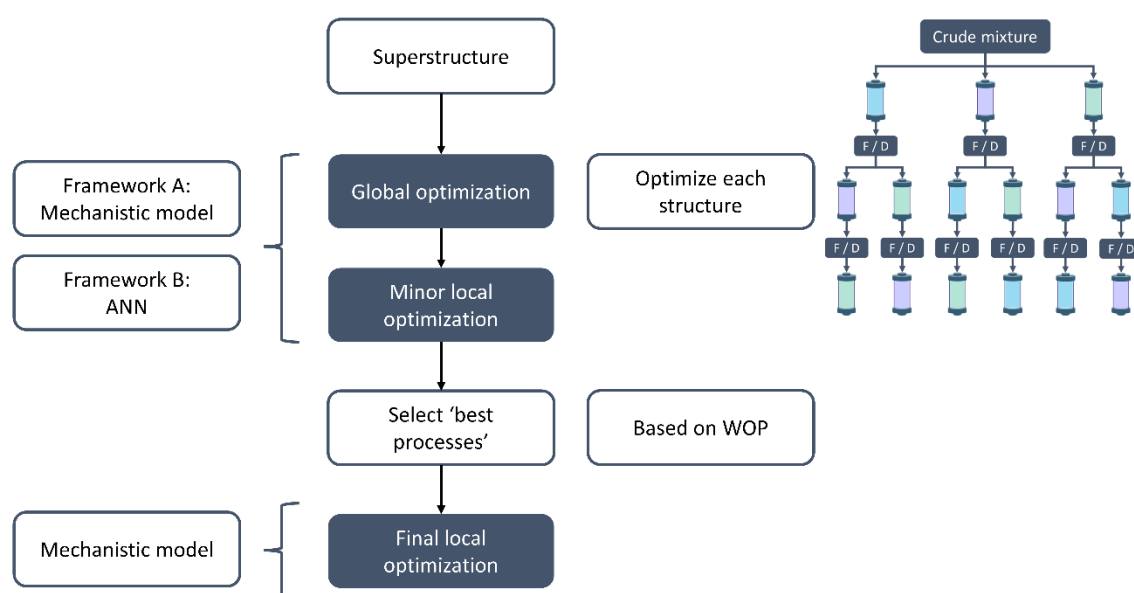 Superstructure
Framework A:
Mechanistic model
Framework B:
ANN
Global optimization
Optimize each
structure
Minor local
optimization
Select ‘best
processes’
Based on WOP
Mechanistic model
Final local
optimization
Crude mixture
F / D
F / D
F / D
F / D
F / D
F / D
F / D
F / D
F / D